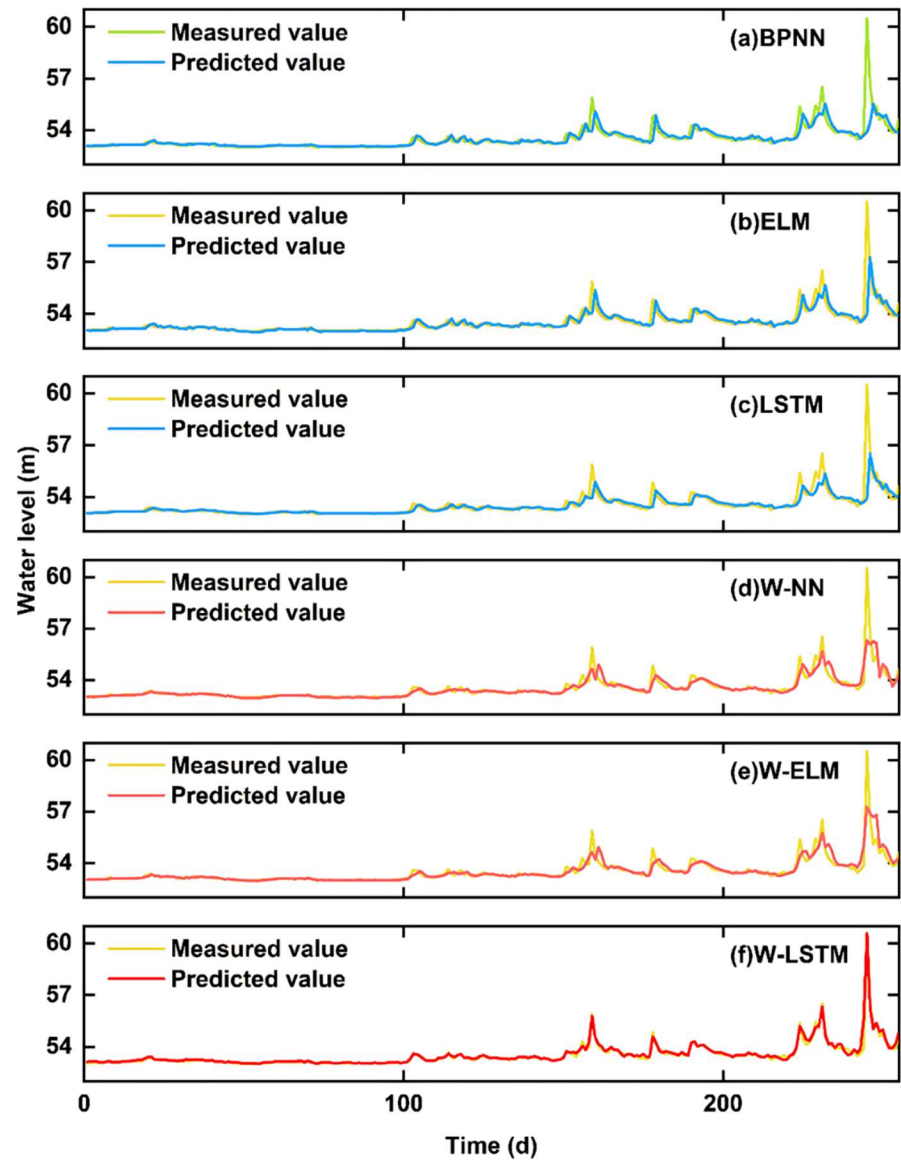 60
57
54
Measured value
Predicted value
(a)BPNN
60
57
54
Measured value
Predicted value
(b)ELM
60
57
54
Measured value
Predicted value
(c)LSTM
Water level (m)
60
57
54
Measured value
Predicted value
(d)W-NN
60
57
54
Measured value
Predicted value
(e)W-ELM
60
57
54
Measured value
Predicted value
(f)W-LSTM
0
100
200
Time (d)